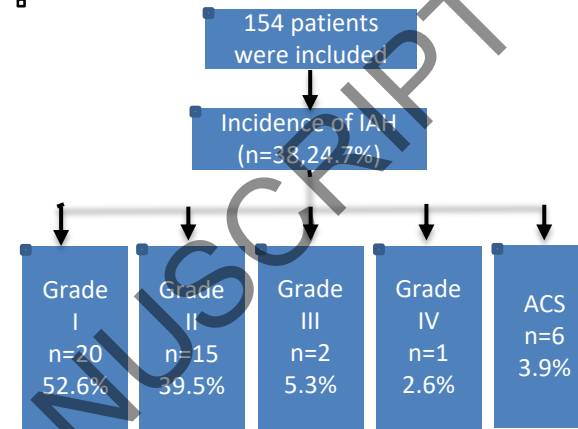 154 patients
were included
Incidence of IAH
(n=38,24.7%)
Grade
I
n=20
52.6%
Grade
II
n=15
39.5%
Grade
III
n=2
5.3%
Grade
IV
n=1
2.6%
ACS
n=6
3.9%
NUSCRIPT